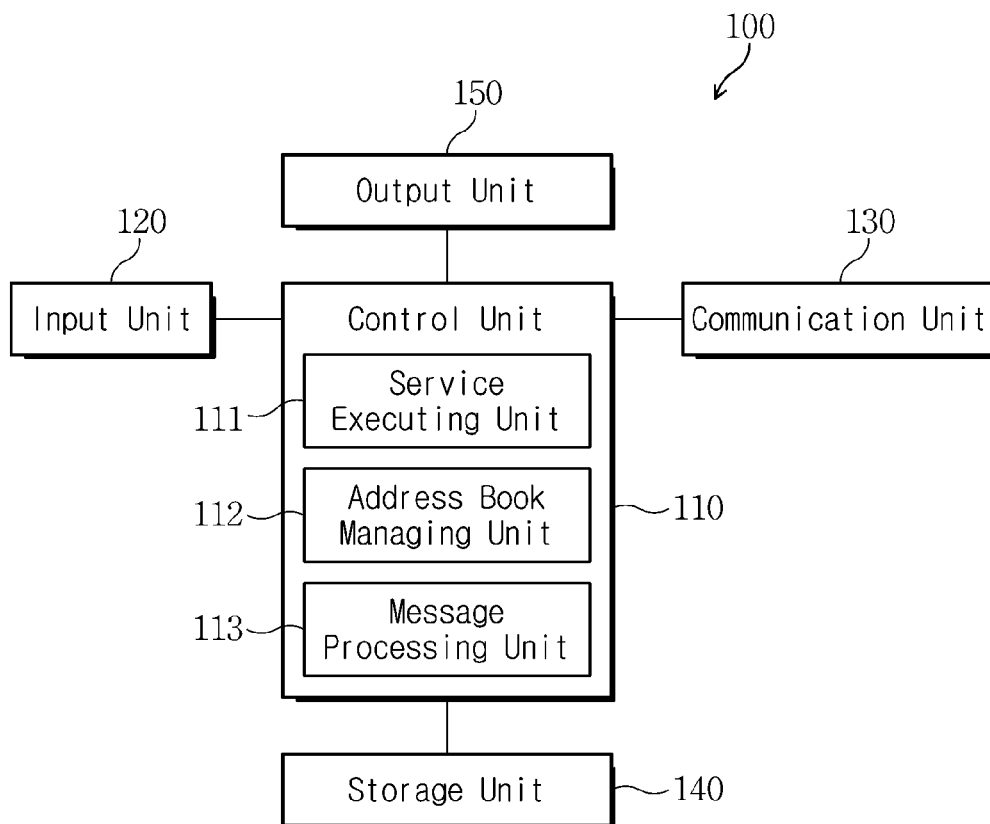 100
150
Output Unit
120
130
Input Unit
Control Unit
Communication Unit
Service
Executing Unit
111
Address Book
Managing Unit
112
110
Message
Processing Unit
113
Storage Unit
140